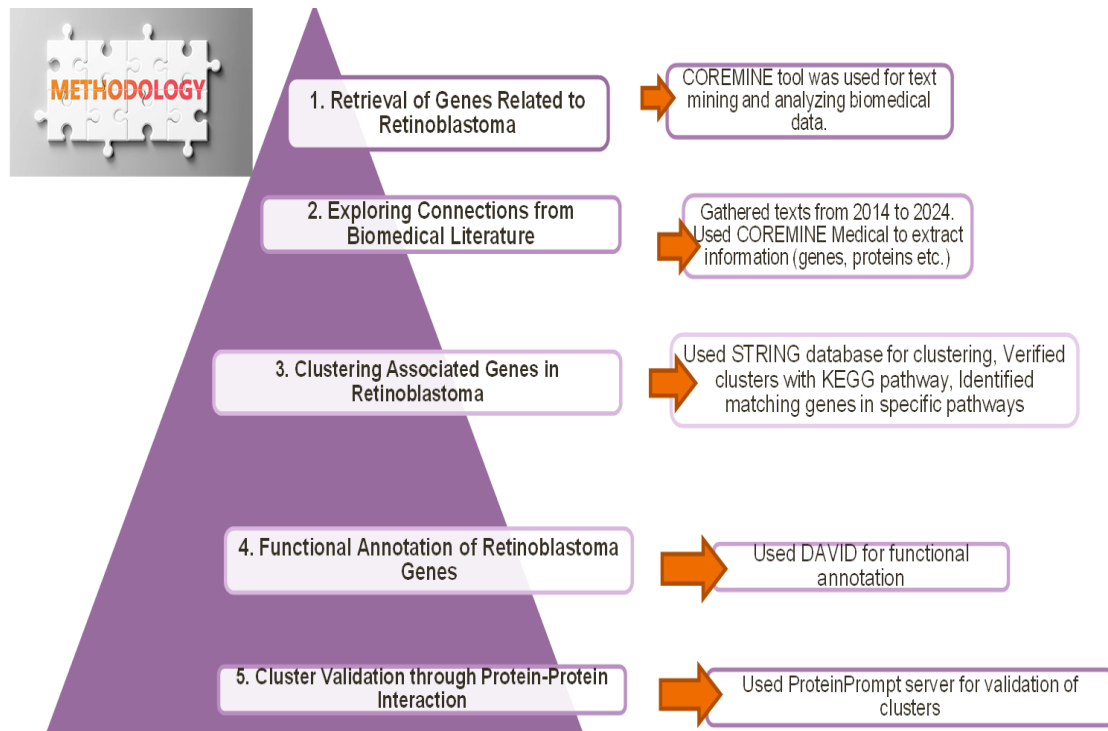 METHODOLOGY
1. Retrieval of Genes Related to
Retinoblastoma
COREMINE tool was used for text
mining and analyzing biomedical
data.
2. Exploring Connections from
Biomedical Literature
Gathered texts from 2014 to 2024.
Used COREMINE Medical to extract
information (genes, proteins etc.)
3. Clustering Associated Genes in
Retinoblastoma
Used STRING database for clustering, Verified
clusters with KEGG pathway, Identified
matching genes in specific pathways
4. Functional Annotation of Retinoblastoma
Genes
Used DAVID for functional
annotation
5. Cluster Validation through Protein-Protein
Interaction
Used ProteinPrompt server for validation of
clusters